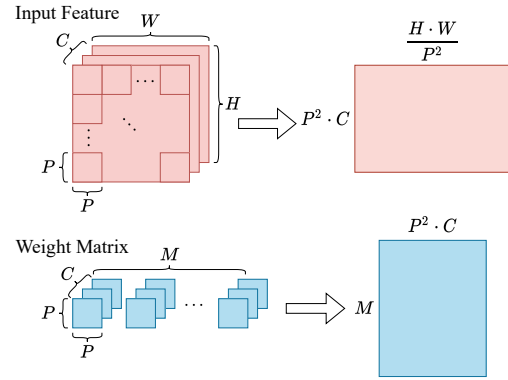 Input Feature
W
C
H
P
P
H · W
P²
P² · C
Weight Matrix
M
C
P
P
P² · C
M